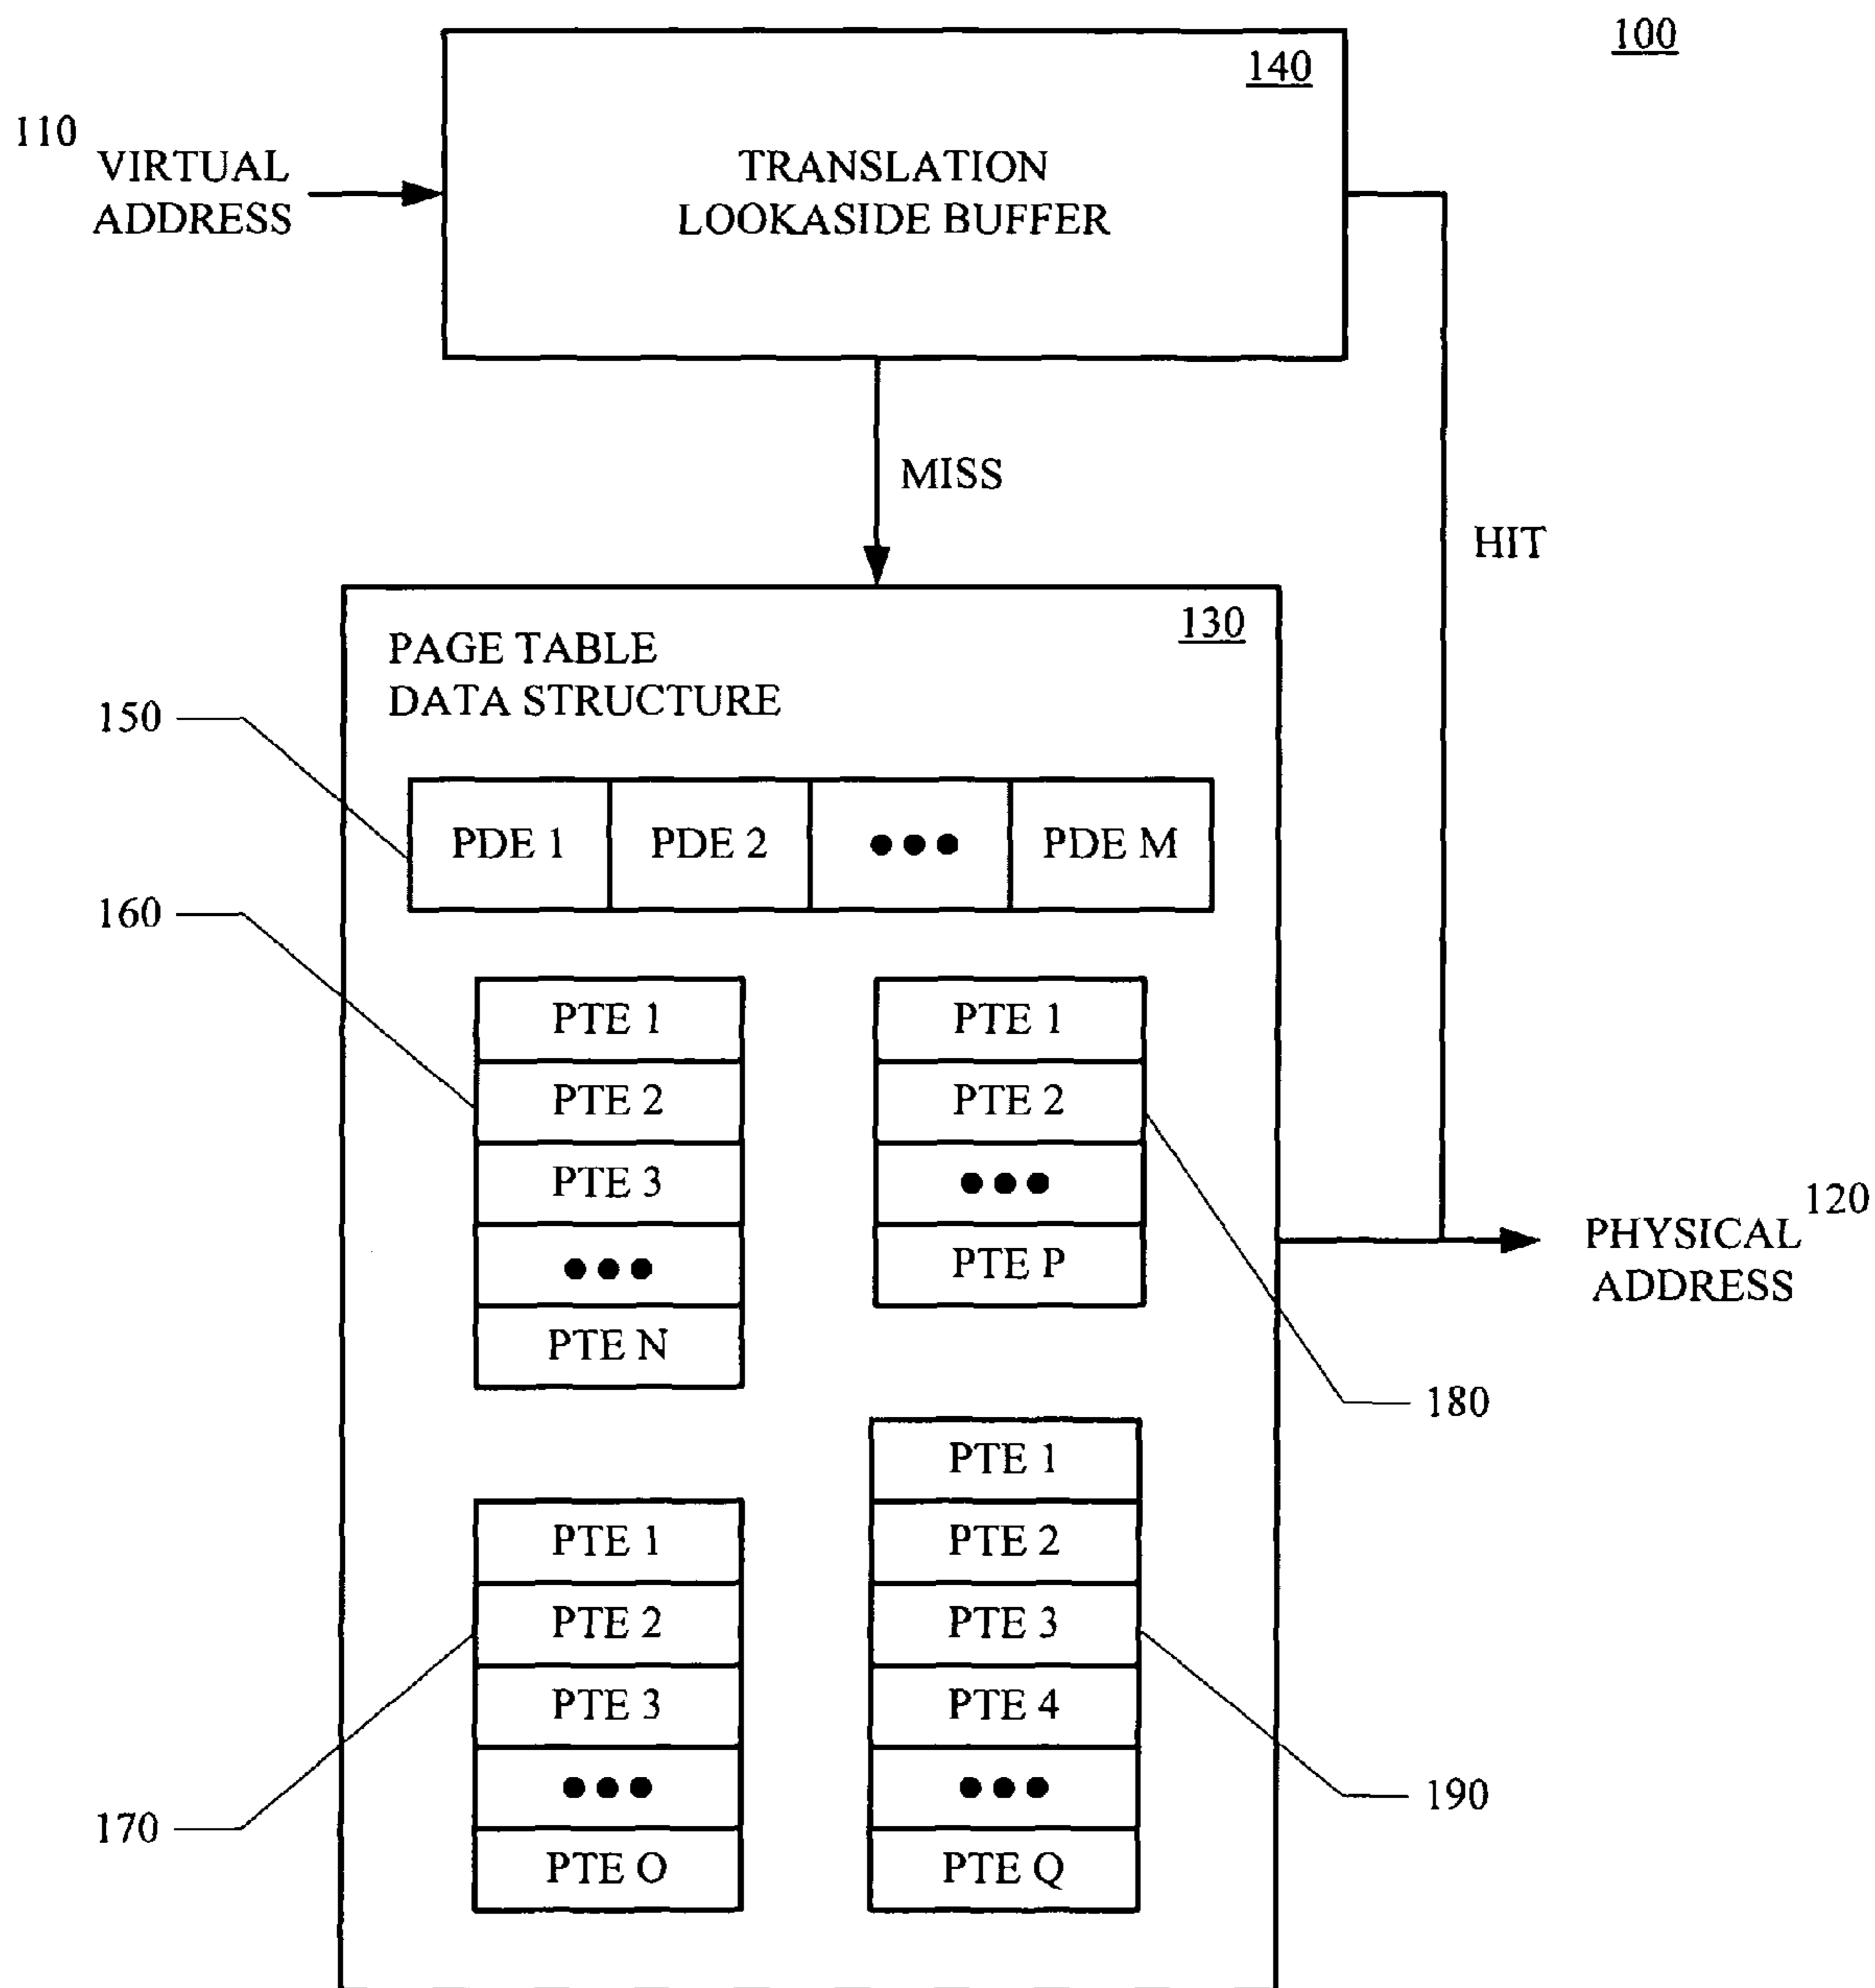 100
140
110
VIRTUAL
ADDRESS
TRANSLATION
LOOKASIDE BUFFER
MISS
HIT
130
PAGE TABLE
DATA STRUCTURE
150
PDE 1 PDE 2 ●●● PDE M
160
PTE 1
PTE 2
PTE 3
●●●
PTE N
PTE 1
PTE 2
●●●
PTE P
120
PHYSICAL
ADDRESS
180
PTE 1
PTE 2
PTE 3
●●●
PTE O
170
PTE 1
PTE 2
PTE 3
PTE 4
●●●
PTE Q
190